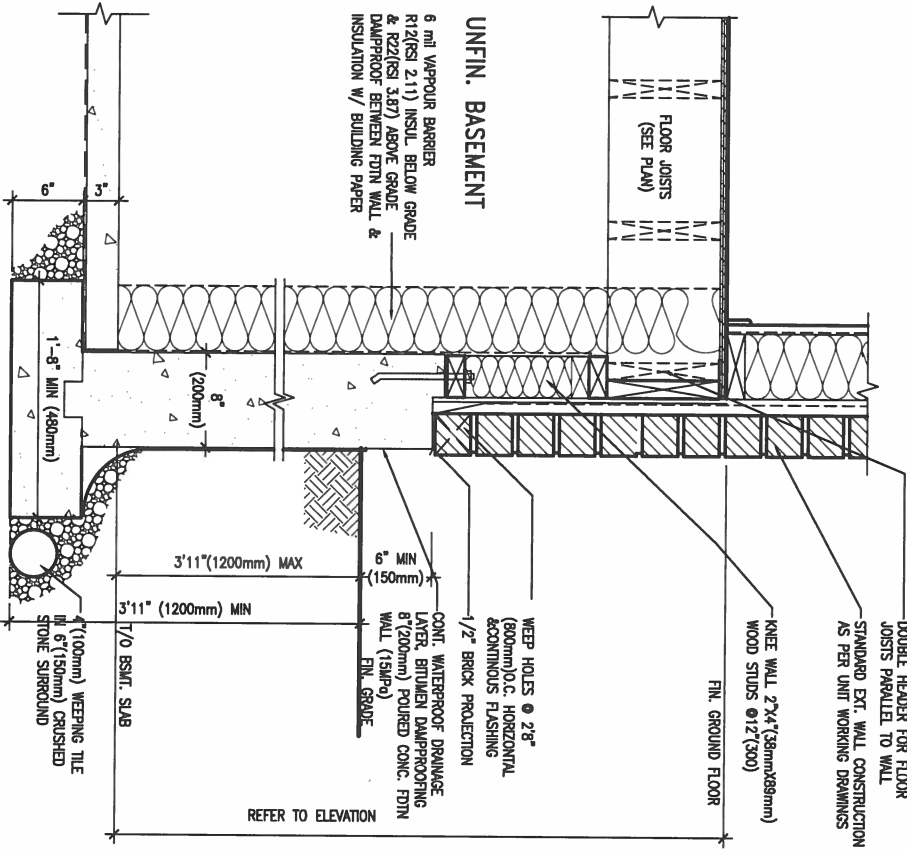 DOUBLE HEADER FOR FLOOR
JOISTS PARALLEL TO WALL
STANDARD EXT. WALL CONSTRUCTION
AS PER UNIT WORKING DRAWINGS
KNEE WALL 2"X4"(38mmX89mm)
WOOD STUDS @12"(300)
FIN. GROUND FLOOR
FLOOR JOISTS
(SEE PLAN)
UNFIN. BASEMENT
WEEP HOLES @ 2'8"
(800mm)O.C. HORIZONTAL
&CONTINOUS FLASHING
1/2" BRICK PROJECTION
6 mil VAPPOUR BARRIER
R12(RSI 2.11) INSUL BELOW GRADE
& R22(RSI 3.87) ABOVE GRADE
DAMPPROOF BETWEEN FDTN WALL &
INSULATION W/ BUILDING PAPER
CONT. WATERPROOF DRAINAGE
LAYER, BITUMEN DAMPPROOFING
8"(200mm) POURED CONC. FDTN
WALL (15MPa)
6" MIN
(150mm)
FIN. GRADE
REFER TO ELEVATION
3'11"(1200mm) MAX
3'11" (1200mm) MIN
8"
(200mm)
T/O BSMT. SLAB
3"
6"
1'-8" MIN (480mm)
4"(100mm) WEEPING TILE
IN 6"(150mm) CRUSHED
STONE SURROUND